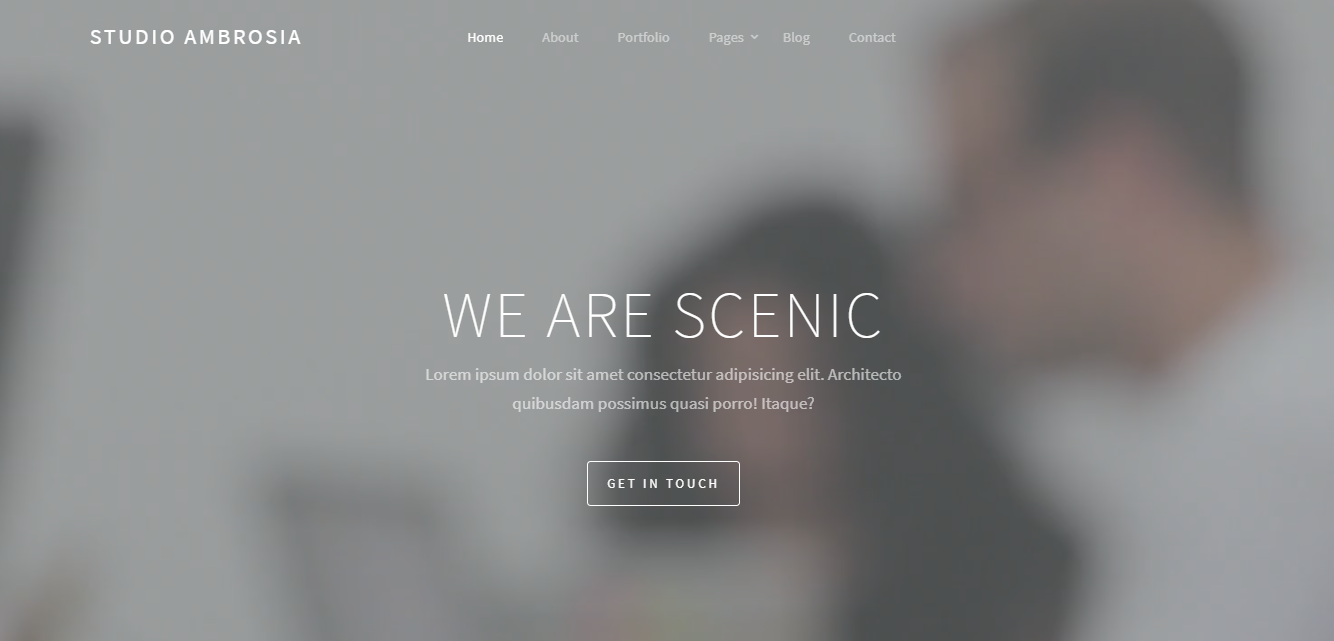 STUDIO AMBROSIA
Home About Portfolio Pages Blog Contact
WE ARE SCENIC
Lorem ipsum dolor sit amet consectetur adipisicing elit. Architecto
quibusdam possimus quasi porro! Itaque?
GET IN TOUCH